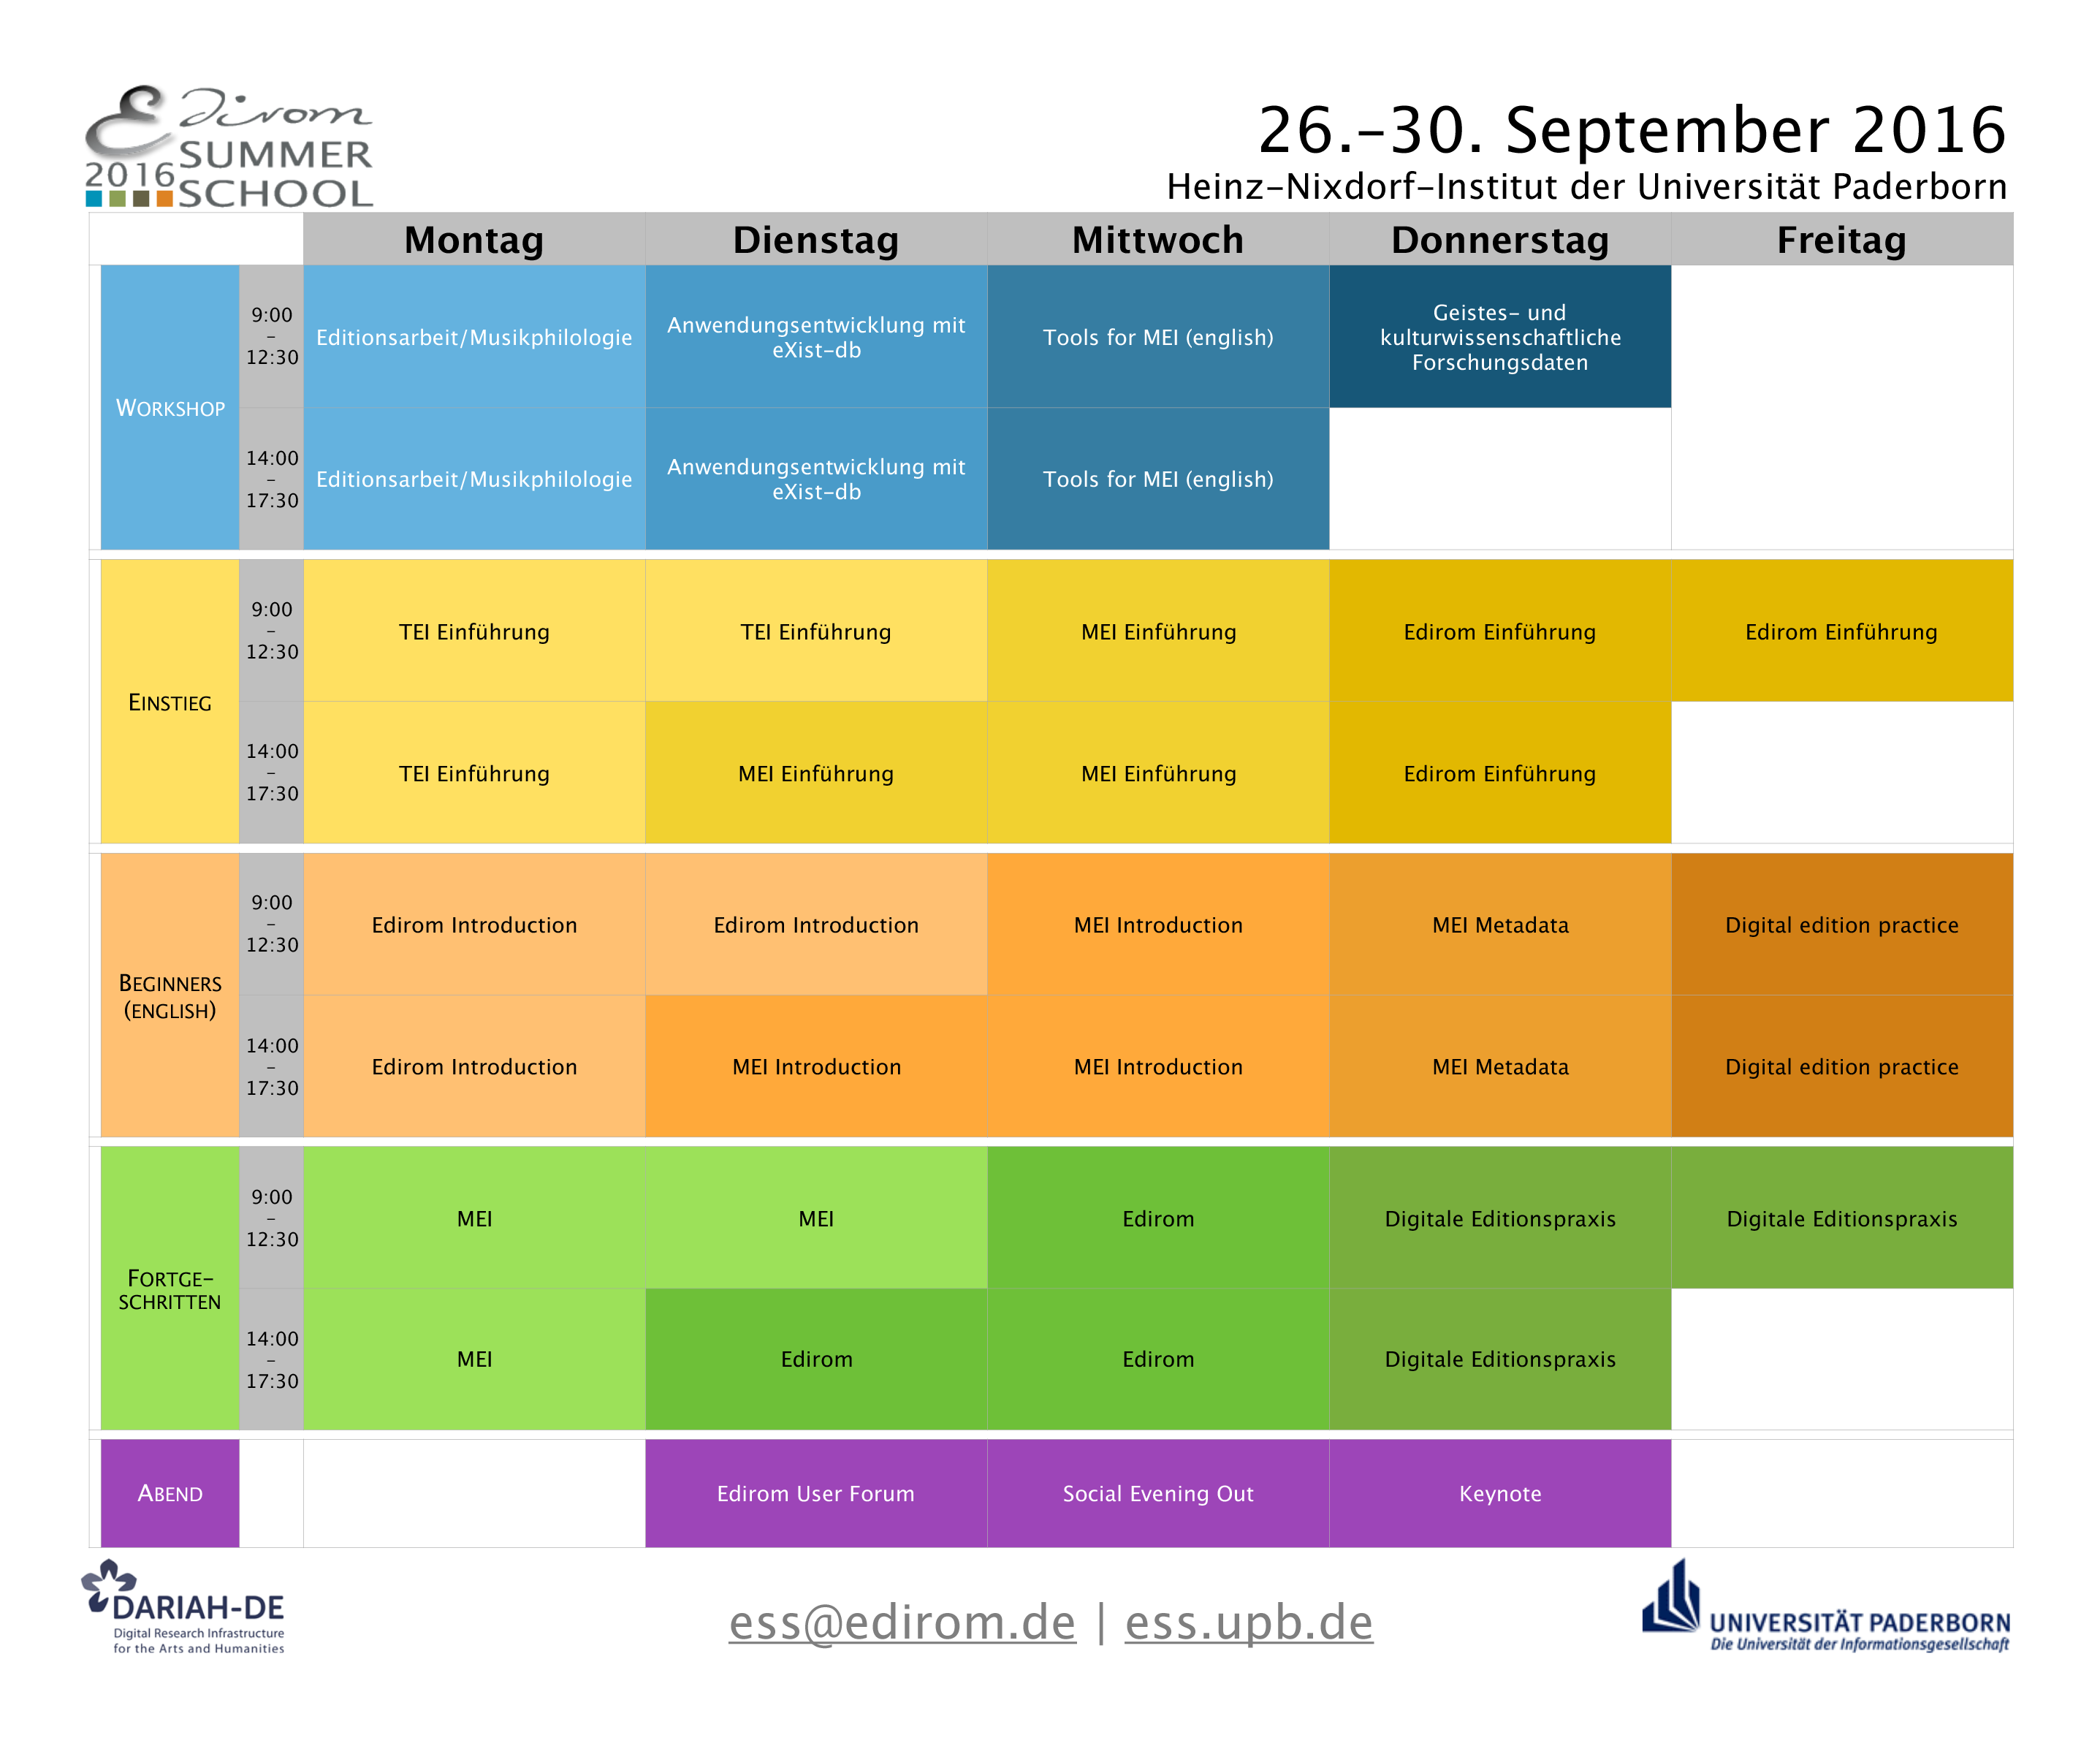 Edirom
SUMMER
2016 SCHOOL
26.–30. September 2016
Heinz-Nixdorf-Institut der Universität Paderborn
Montag Dienstag Mittwoch Donnerstag Freitag
WORKSHOP
9:00
–
12:30
Editionsarbeit/Musikphilologie
Anwendungsentwicklung mit
eXist-db
Tools for MEI (english)
Geistes- und
kulturwissenschaftliche
Forschungsdaten
14:00
–
17:30
Editionsarbeit/Musikphilologie
Anwendungsentwicklung mit
eXist-db
Tools for MEI (english)
EINSTIEG
9:00
–
12:30
TEI Einführung
TEI Einführung
MEI Einführung
Edirom Einführung
Edirom Einführung
14:00
–
17:30
TEI Einführung
MEI Einführung
MEI Einführung
Edirom Einführung
BEGINNERS
(ENGLISH)
9:00
–
12:30
Edirom Introduction
Edirom Introduction
MEI Introduction
MEI Metadata
Digital edition practice
14:00
–
17:30
Edirom Introduction
MEI Introduction
MEI Introduction
MEI Metadata
Digital edition practice
FORTGE-
SCHRITTEN
9:00
–
12:30
MEI
MEI
Edirom
Digitale Editionspraxis
Digitale Editionspraxis
14:00
–
17:30
MEI
Edirom
Edirom
Digitale Editionspraxis
ABEND
Edirom User Forum
Social Evening Out
Keynote
DARIAH-DE
Digital Research Infrastructure
for the Arts and Humanities
ess@edirom.de | ess.upb.de
UNIVERSITÄT PADERBORN
Die Universität der Informationsgesellschaft